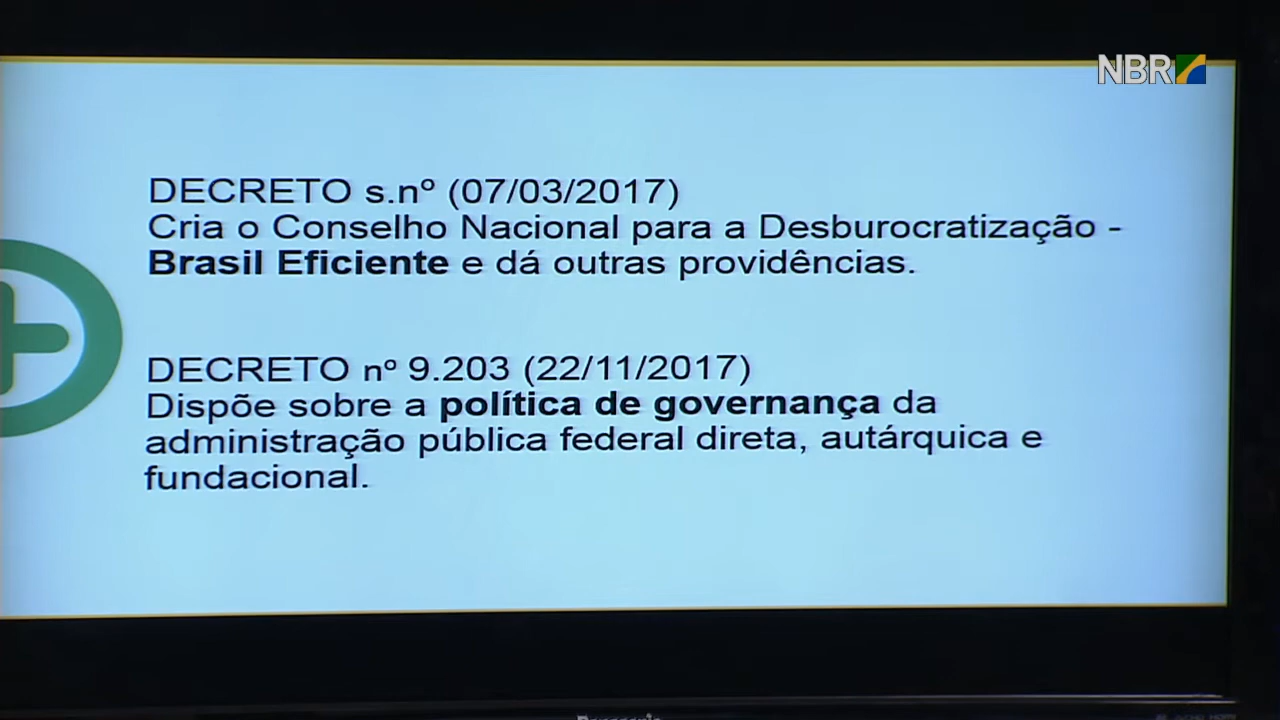 NBR
DECRETO s.nº (07/03/2017)
Cria o Conselho Nacional para a Desburocratização -
Brasil Eficiente e dá outras providências.
DECRETO nº 9.203 (22/11/2017)
Dispõe sobre a política de governança da
administração pública federal direta, autárquica e
fundacional.